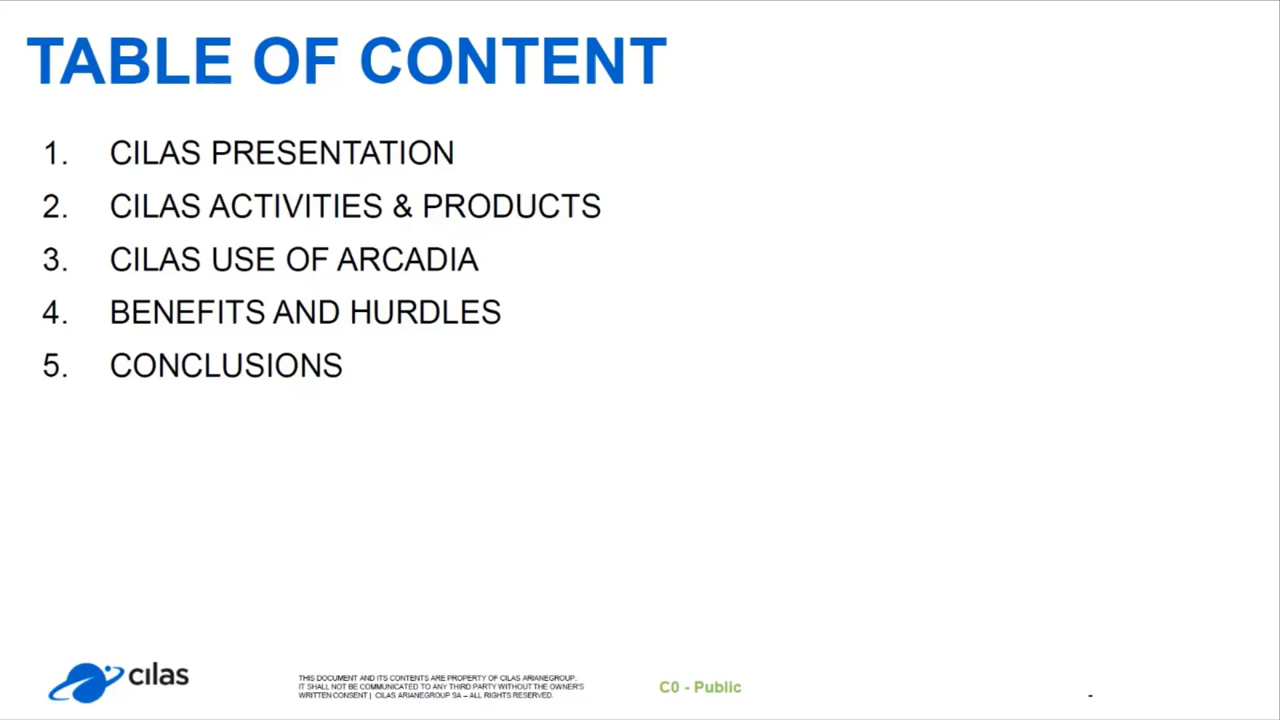 TABLE OF CONTENT
1. CILAS PRESENTATION
2. CILAS ACTIVITIES & PRODUCTS
3. CILAS USE OF ARCADIA
4. BENEFITS AND HURDLES
5. CONCLUSIONS
cilas
THIS DOCUMENT AND ITS CONTENTS ARE PROPERTY OF CILAS ARIANEGROUP.
IT SHALL NOT BE COMMUNICATED TO ANY THIRD PARTY WITHOUT THE OWNER'S
WRITTEN CONSENT | CILAS ARIANEGROUP SA – ALL RIGHTS RESERVED.
C0 - Public
-